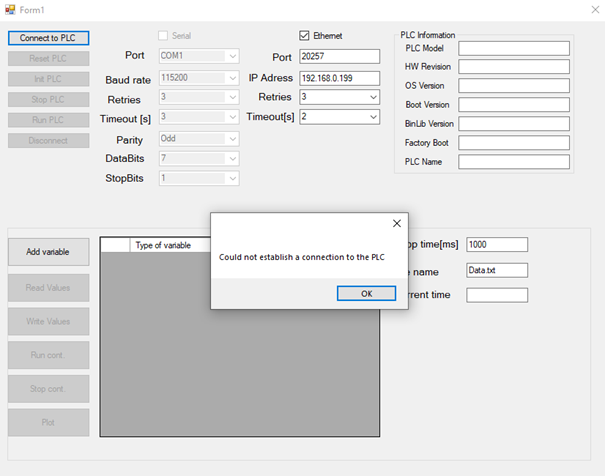 Form1
Connect to PLC
Reset PLC
Init PLC
Stop PLC
Run PLC
Disconnect
Serial
Port COM1
Baud rate 115200
Retries 3
Timeout [s] 3
Parity Odd
DataBits 7
StopBits 1
Ethernet
Port 20257
IP Adress 192.168.0.199
Retries 3
Timeout[s] 2
PLC Information
PLC Model
HW Revision
OS Version
Boot Version
BinLib Version
Factory Boot
PLC Name
Add variable
Read Values
Write Values
Run cont.
Stop cont.
Plot
Type of variable
Could not establish a connection to the PLC
OK
op time[ms] 1000
name Data.txt
rrent time